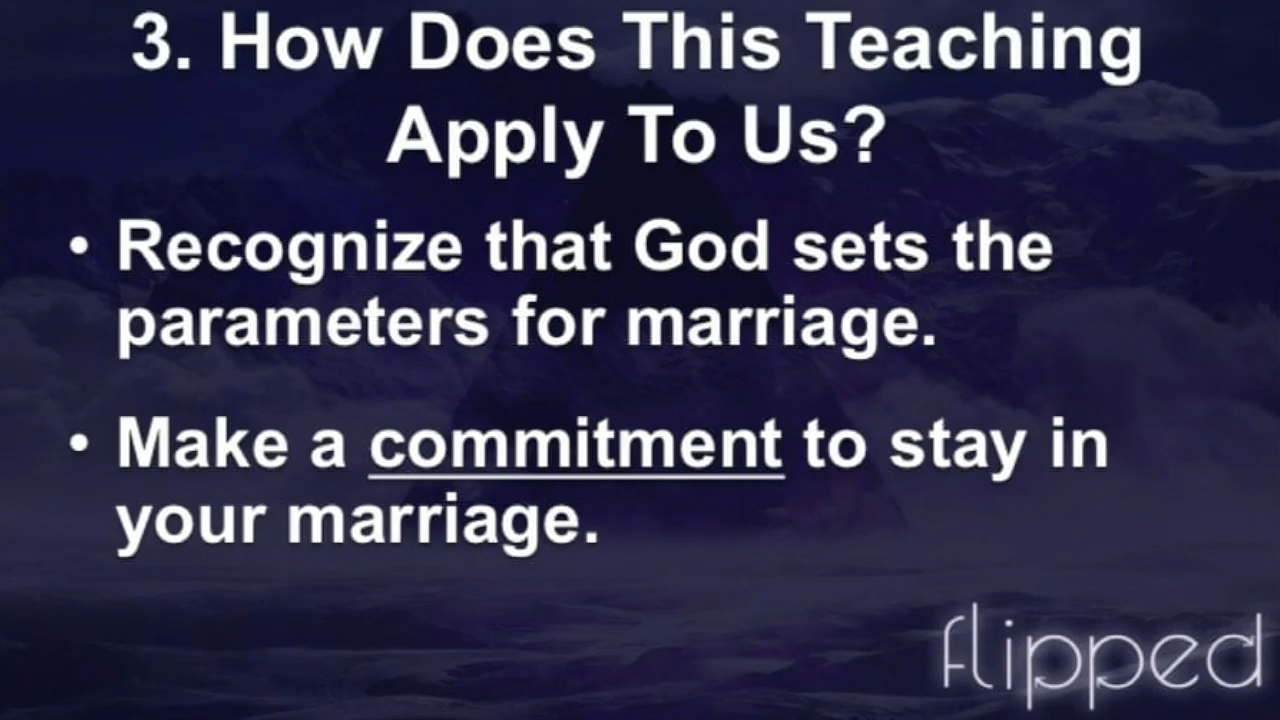 3. How Does This Teaching
Apply To Us?
• Recognize that God sets the
parameters for marriage.
• Make a commitment to stay in
your marriage.
flipped